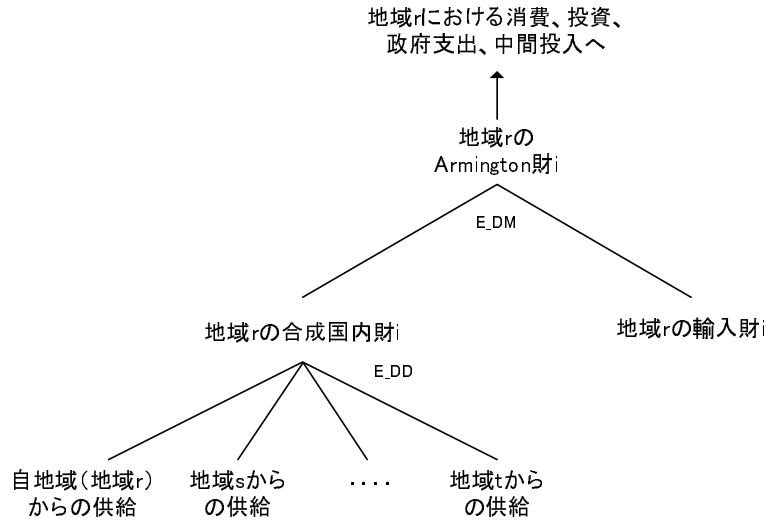 地域rにおける消費、投資、
政府支出、中間投入へ
地域rの
Armington財i
E_DM
地域rの合成国内財i
地域rの輸入財i
E_DD
自地域(地域r)
からの供給
地域sから
の供給
....
地域tから
の供給